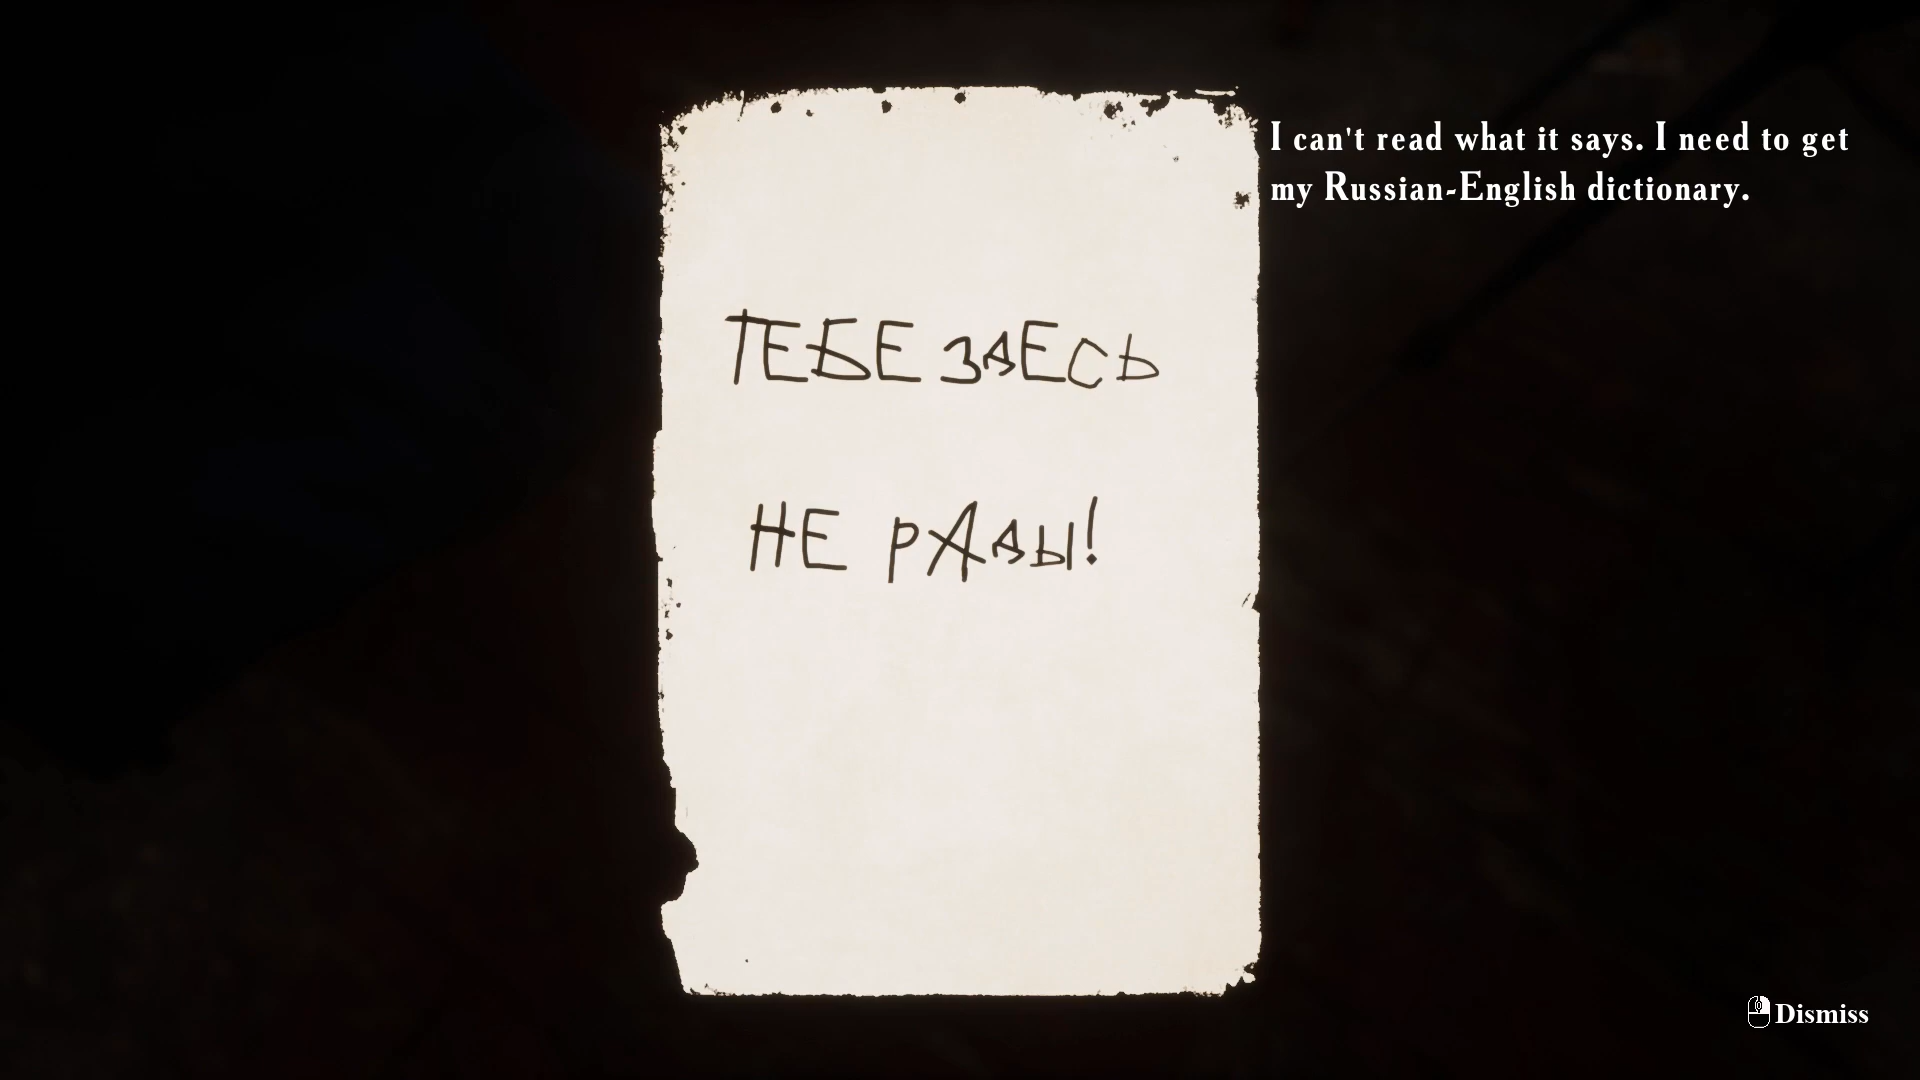 I can't read what it says. I need to get
my Russian-English dictionary.
ТЕБЕ ЗДЕСЬ
НЕ РАДЫ!
Dismiss